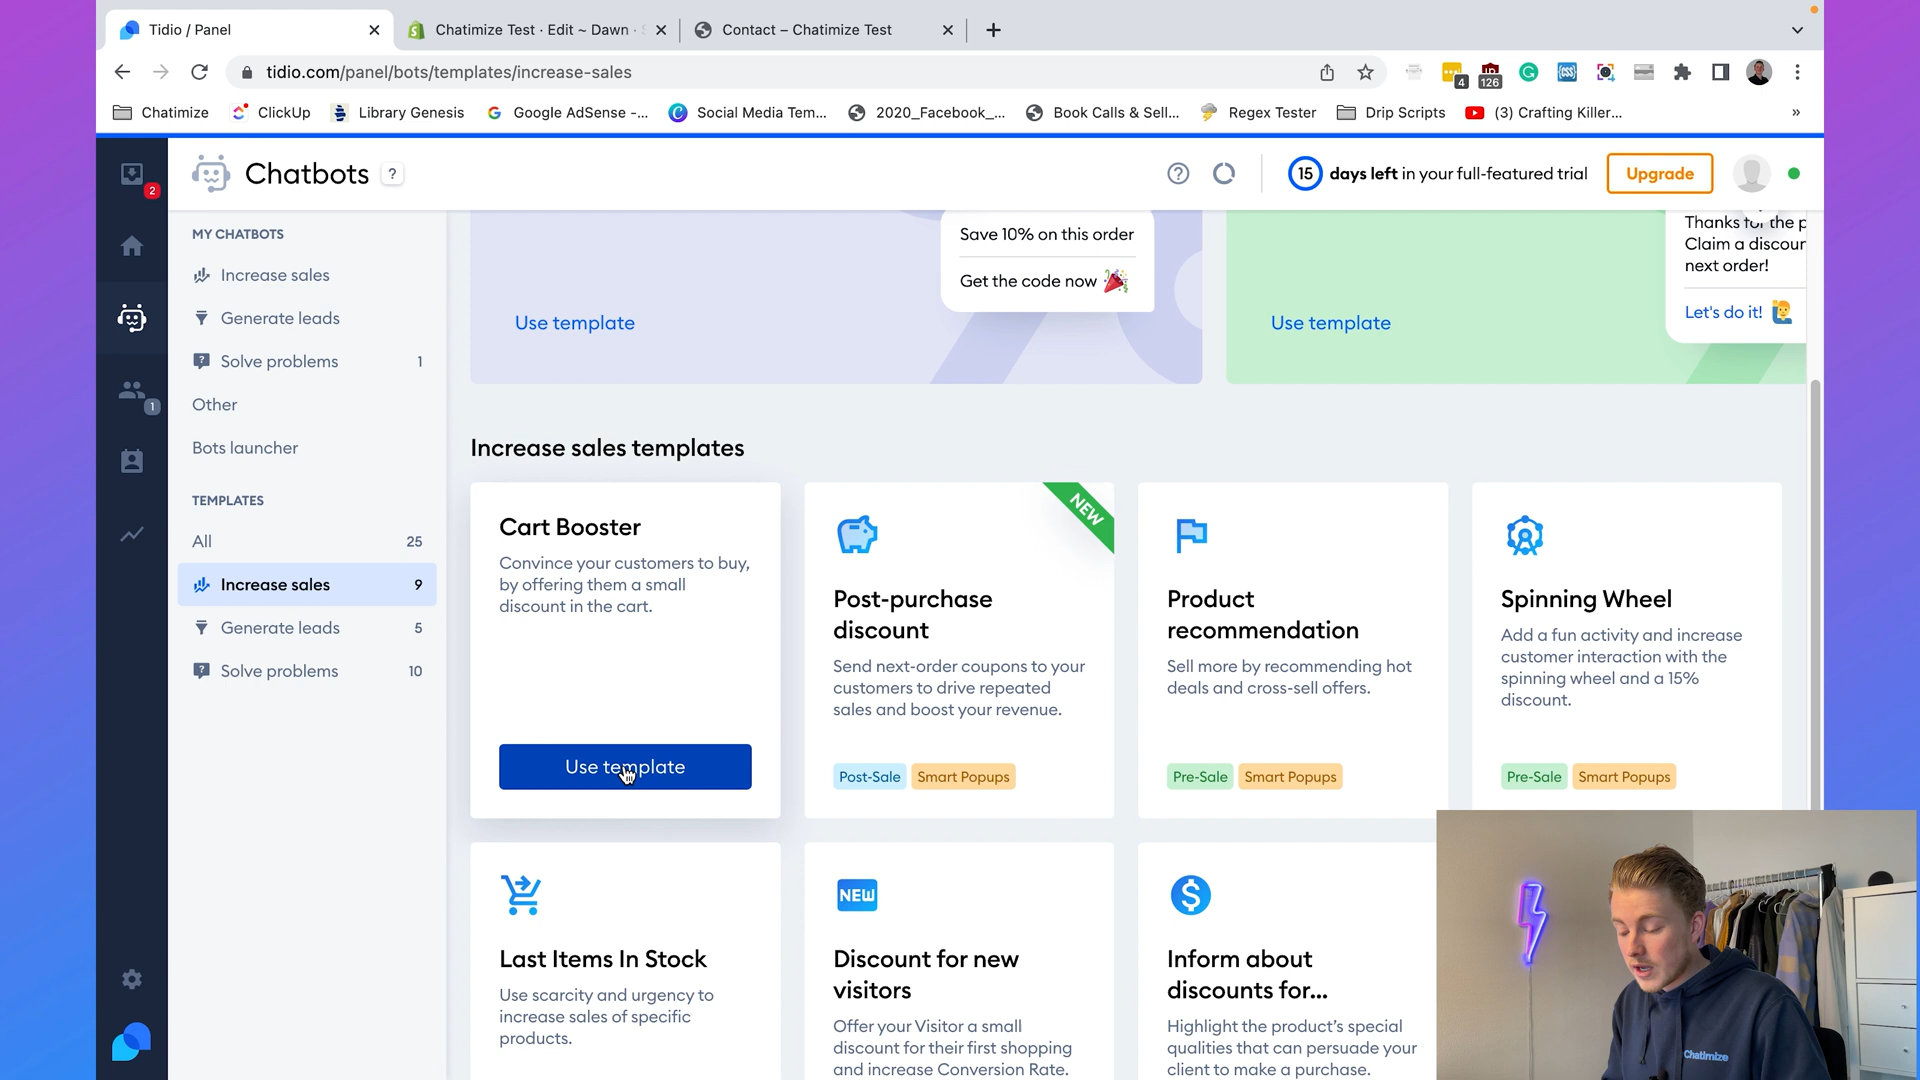 Tidio / Panel
Chatimize Test · Edit ~ Dawn ·
Contact – Chatimize Test
tidio.com/panel/bots/templates/increase-sales
4
126
Chatimize
ClickUp
Library Genesis
Google AdSense -...
Social Media Tem...
2020_Facebook_...
Book Calls & Sell...
Regex Tester
Drip Scripts
(3) Crafting Killer...
»
Chatbots
?
15 days left in your full-featured trial
Upgrade
2
1
MY CHATBOTS
Increase sales
Generate leads
Solve problems 1
Other
Bots launcher
TEMPLATES
All 25
Increase sales 9
Generate leads 5
Solve problems 10
Save 10% on this order
Get the code now
Use template
Thanks for the p
Claim a discour
next order!
Let's do it!
Use template
Increase sales templates
Cart Booster
Convince your customers to buy,
by offering them a small
discount in the cart.
Use template
NEW
Post-purchase
discount
Send next-order coupons to your
customers to drive repeated
sales and boost your revenue.
Post-Sale Smart Popups
Product
recommendation
Sell more by recommending hot
deals and cross-sell offers.
Pre-Sale Smart Popups
Spinning Wheel
Add a fun activity and increase
customer interaction with the
spinning wheel and a 15%
discount.
Pre-Sale Smart Popups
Last Items In Stock
Use scarcity and urgency to
increase sales of specific
products.
NEW
Discount for new
visitors
Offer your Visitor a small
discount for their first shopping
and increase Conversion Rate.
$
Inform about
discounts for...
Highlight the product's special
qualities that can persuade your
client to make a purchase.
Chatimize